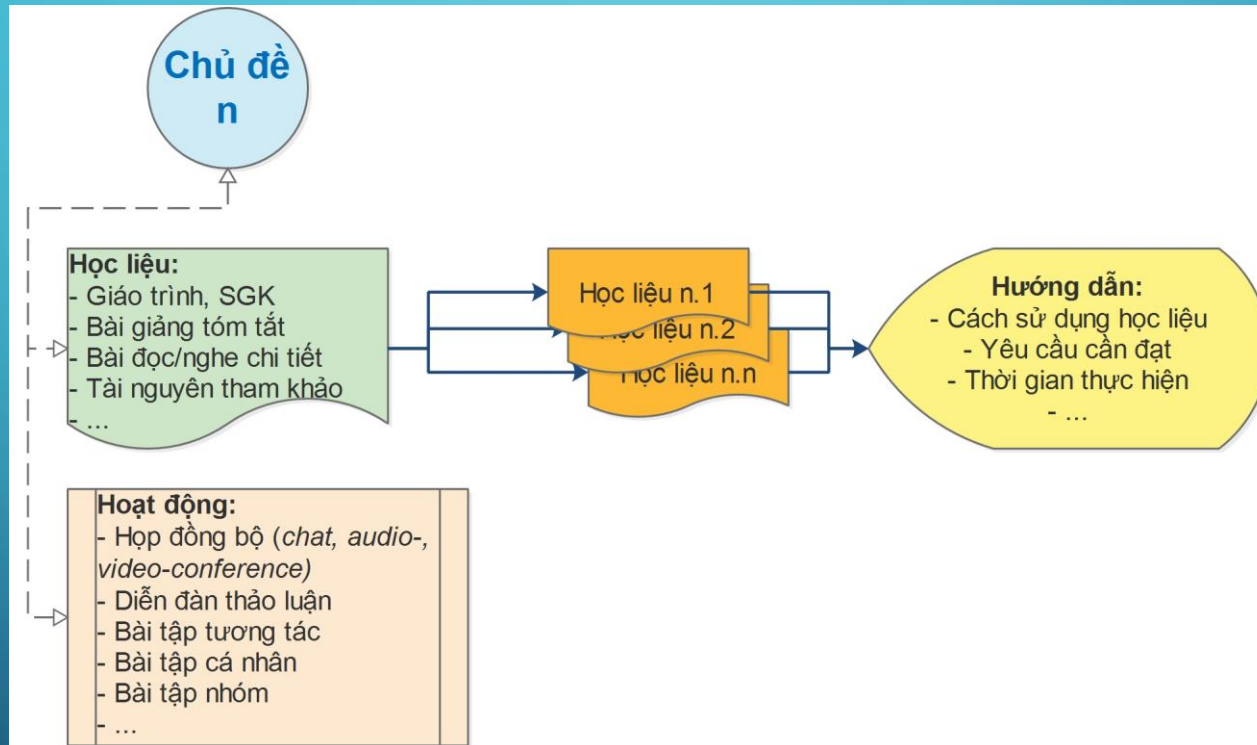 Chủ đề
n
Học liệu:
- Giáo trình, SGK
- Bài giảng tóm tắt
- Bài đọc/nghe chi tiết
- Tài nguyên tham khảo
- ...
Học liệu n.1
Học liệu n.2
Học liệu n.n
Hướng dẫn:
- Cách sử dụng học liệu
- Yêu cầu cần đạt
- Thời gian thực hiện
- ...
Hoạt động:
- Họp đồng bộ (chat, audio-,
video-conference)
- Diễn đàn thảo luận
- Bài tập tương tác
- Bài tập cá nhân
- Bài tập nhóm
- ...